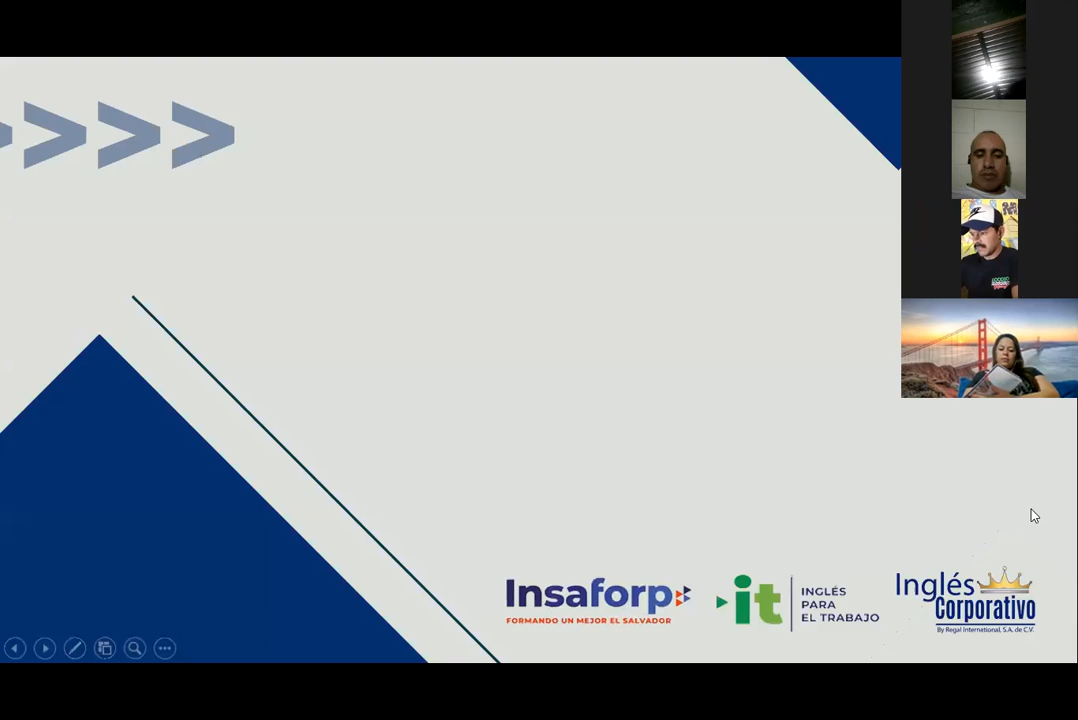 Insaforp
FORMANDO UN MEJOR EL SALVADOR
it
INGLÉS
PARA
EL TRABAJO
Inglés
Corporativo
By Regal International, S.A. de C.V.